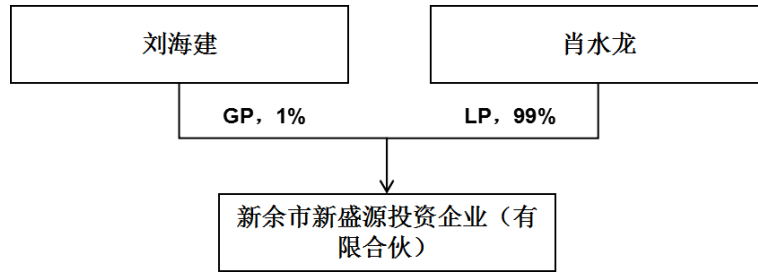 刘海建
肖水龙
GP，1%
LP，99%
新余市新盛源投资企业（有
限合伙）